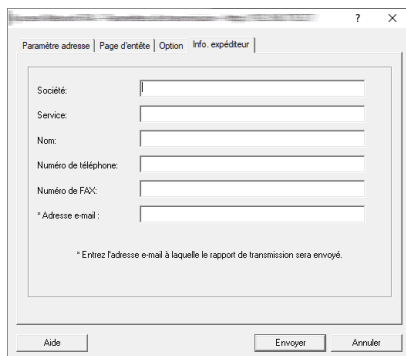 ? ×
Paramètre adresse Page d'entête Option Info. expéditeur
Société:
Service:
Nom:
Numéro de téléphone:
Numéro de FAX:
* Adresse e-mail :
* Entrez l'adresse e-mail à laquelle le rapport de transmission sera envoyé.
Aide Envoyer Annuler